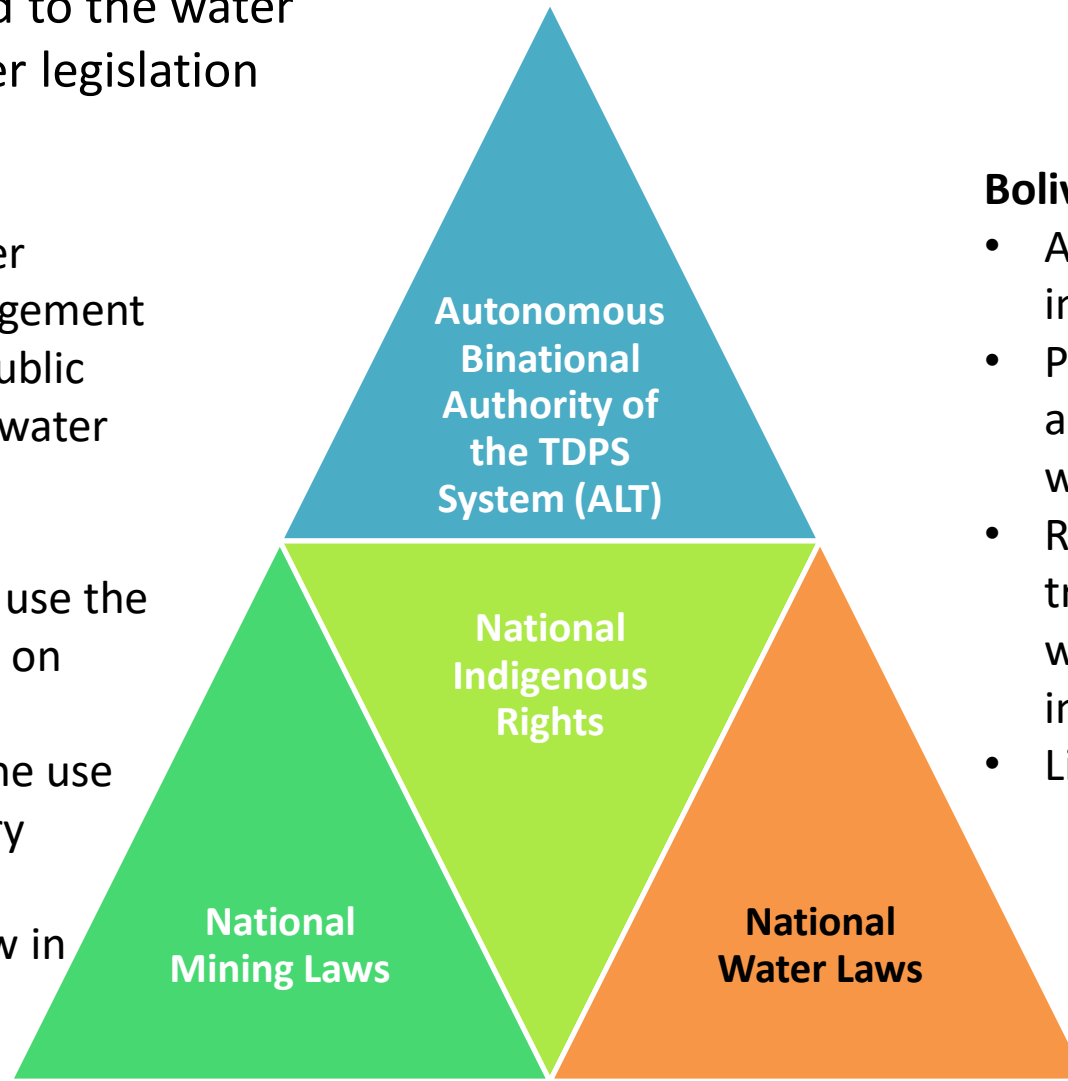 d to the water
er legislation
er
gement
ublic
water
use the
on
he use
ry
w in
Autonomous
Binational
Authority of
the TDPS
System (ALT)
National
Indigenous
Rights
National
Mining Laws
National
Water Laws
Boliv
• A
in
• P
a
w
• R
tr
w
in
• Li